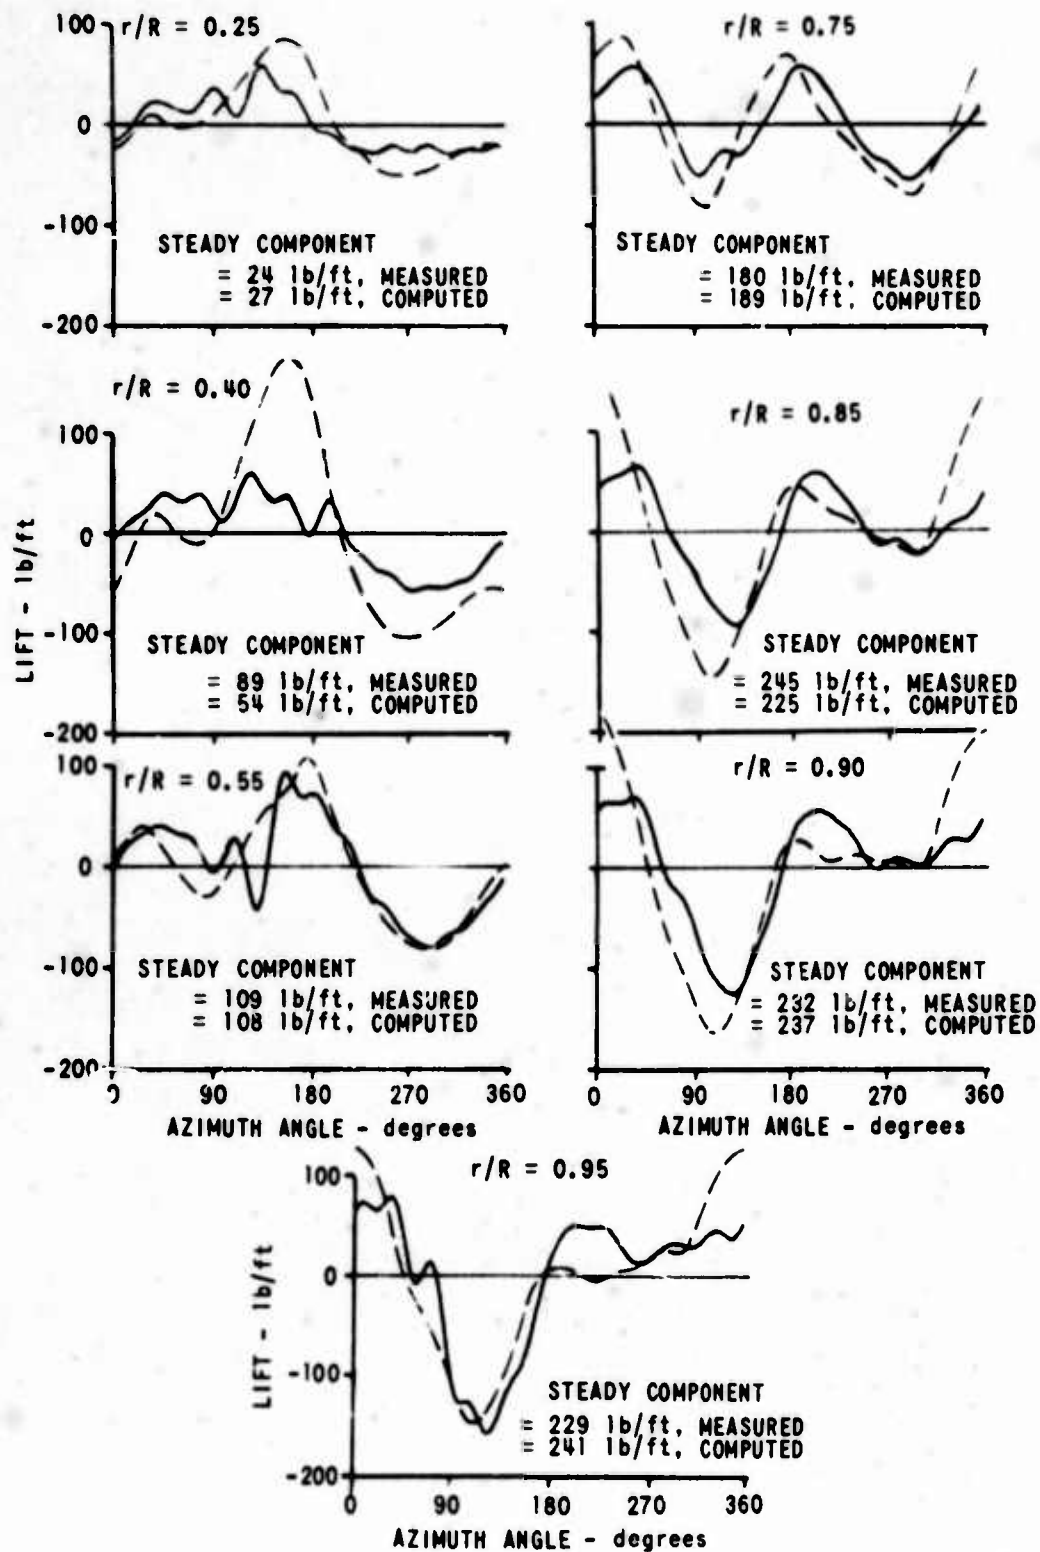 r/R = 0.25
100
0
-100
-200
STEADY COMPONENT
= 24 lb/ft, MEASURED
= 27 lb/ft, COMPUTED
r/R = 0.75
STEADY COMPONENT
= 180 lb/ft, MEASURED
= 189 lb/ft, COMPUTED
r/R = 0.40
100
0
-100
-200
LIFT - lb/ft
STEADY COMPONENT
= 89 lb/ft, MEASURED
= 54 lb/ft, COMPUTED
r/R = 0.85
STEADY COMPONENT
= 245 lb/ft, MEASURED
= 225 lb/ft, COMPUTED
r/R = 0.55
100
0
-100
-200
STEADY COMPONENT
= 109 lb/ft, MEASURED
= 108 lb/ft, COMPUTED
0 90 180 270 360
AZIMUTH ANGLE - degrees
r/R = 0.90
STEADY COMPONENT
= 232 lb/ft, MEASURED
= 237 lb/ft, COMPUTED
0 90 180 270 360
AZIMUTH ANGLE - degrees
r/R = 0.95
100
0
-100
-200
LIFT - lb/ft
STEADY COMPONENT
= 229 lb/ft, MEASURED
= 241 lb/ft, COMPUTED
0 90 180 270 360
AZIMUTH ANGLE - degrees